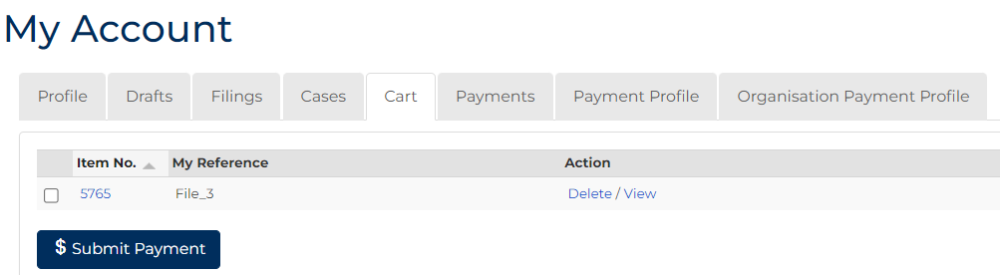 My Account
Profile Drafts Filings Cases Cart Payments Payment Profile Organisation Payment Profile
Item No. My Reference Action
5765 File_3 Delete / View
$ Submit Payment